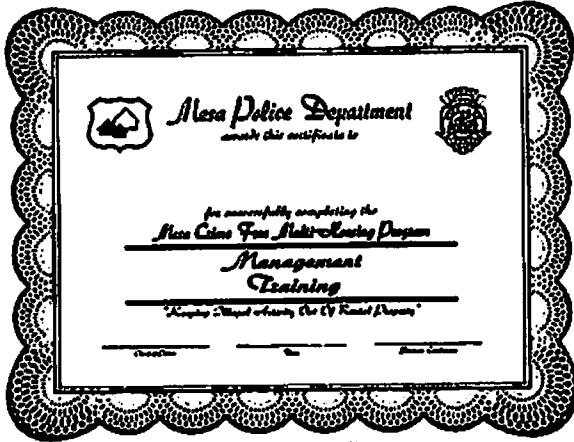 Mesa Police Department
awards this certificate to
for successfully completing the
Mesa Crime Free Multi-Housing Program
Management
Training
"Keeping Illegal Activity Out Of Rental Property"